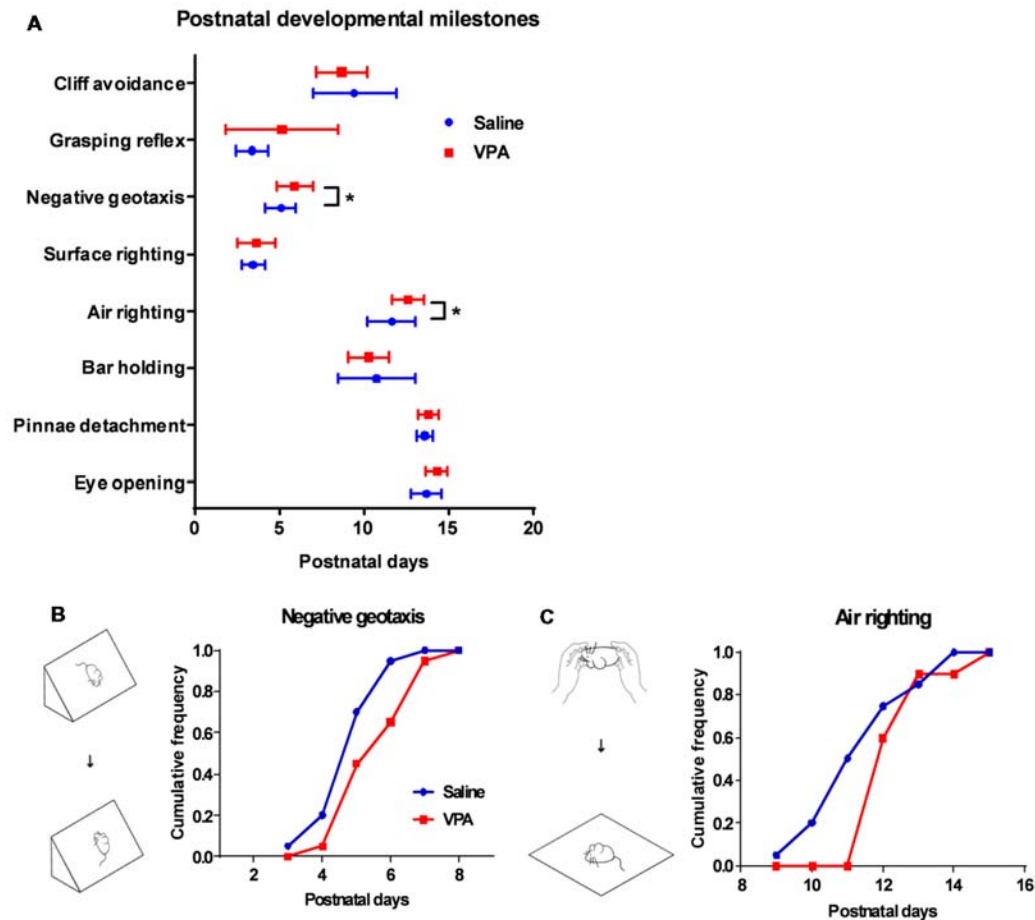 A
Postnatal developmental milestones
Cliff avoidance
Grasping reflex
Negative geotaxis
Surface righting
Air righting
Bar holding
Pinnae detachment
Eye opening
Saline
VPA
*
*
0 5 10 15 20
Postnatal days
B
Negative geotaxis
Cumulative frequency
1.0
0.8
0.6
0.4
0.2
0.0
Saline
VPA
2 4 6 8
Postnatal days
C
Air righting
Cumulative frequency
1.0
0.8
0.6
0.4
0.2
0.0
8 10 12 14 16
Postnatal days